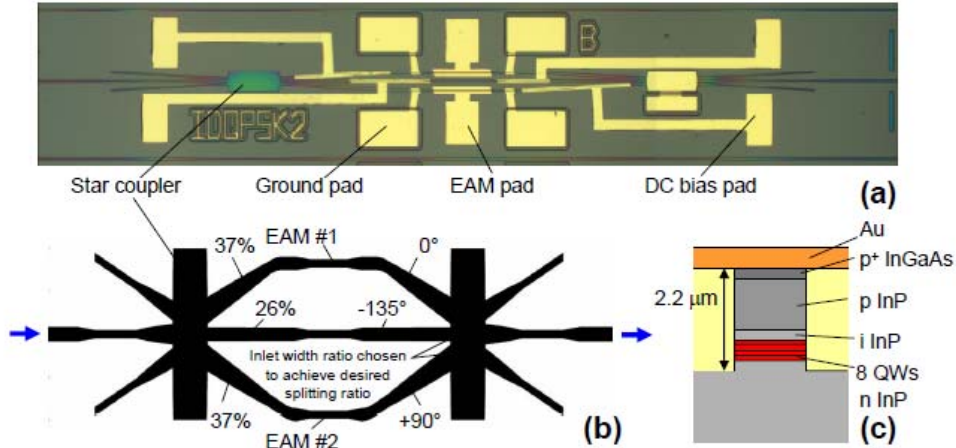 B
IDQPSK2
Star coupler
Ground pad
EAM pad
DC bias pad
(a)
EAM #1
37%
0°
26%
-135°
Inlet width ratio chosen
to achieve desired
splitting ratio
37%
+90°
EAM #2
(b)
Au
p+ InGaAs
2.2 μm
p InP
i InP
8 QWs
n InP
(c)